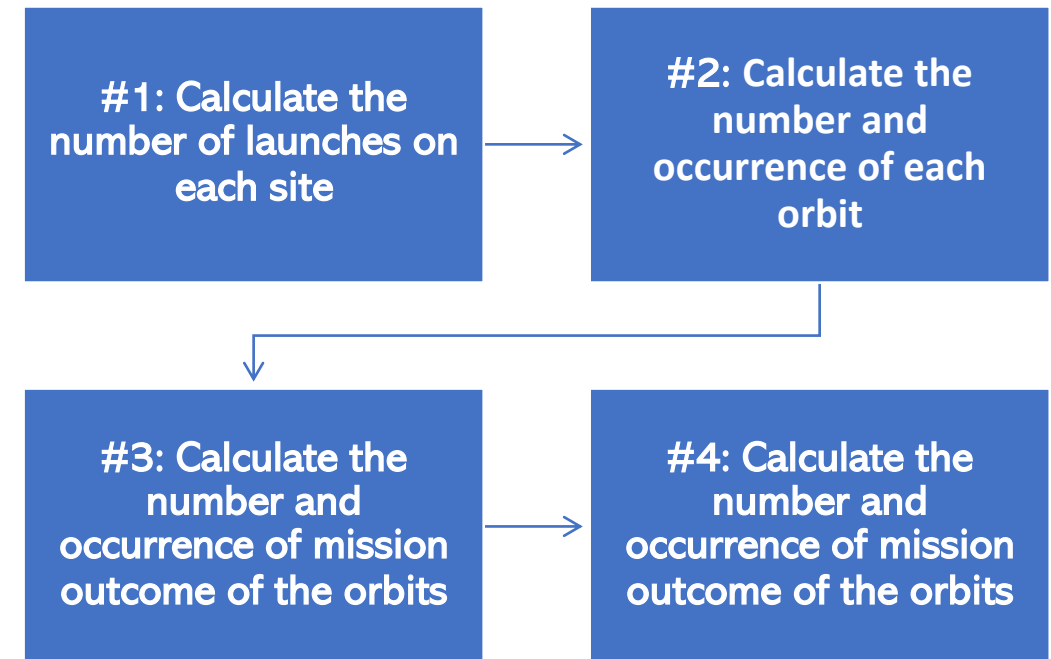 #1: Calculate the
number of launches on
each site
#2: Calculate the
number and
occurrence of each
orbit
#3: Calculate the
number and
occurrence of mission
outcome of the orbits
#4: Calculate the
number and
occurrence of mission
outcome of the orbits